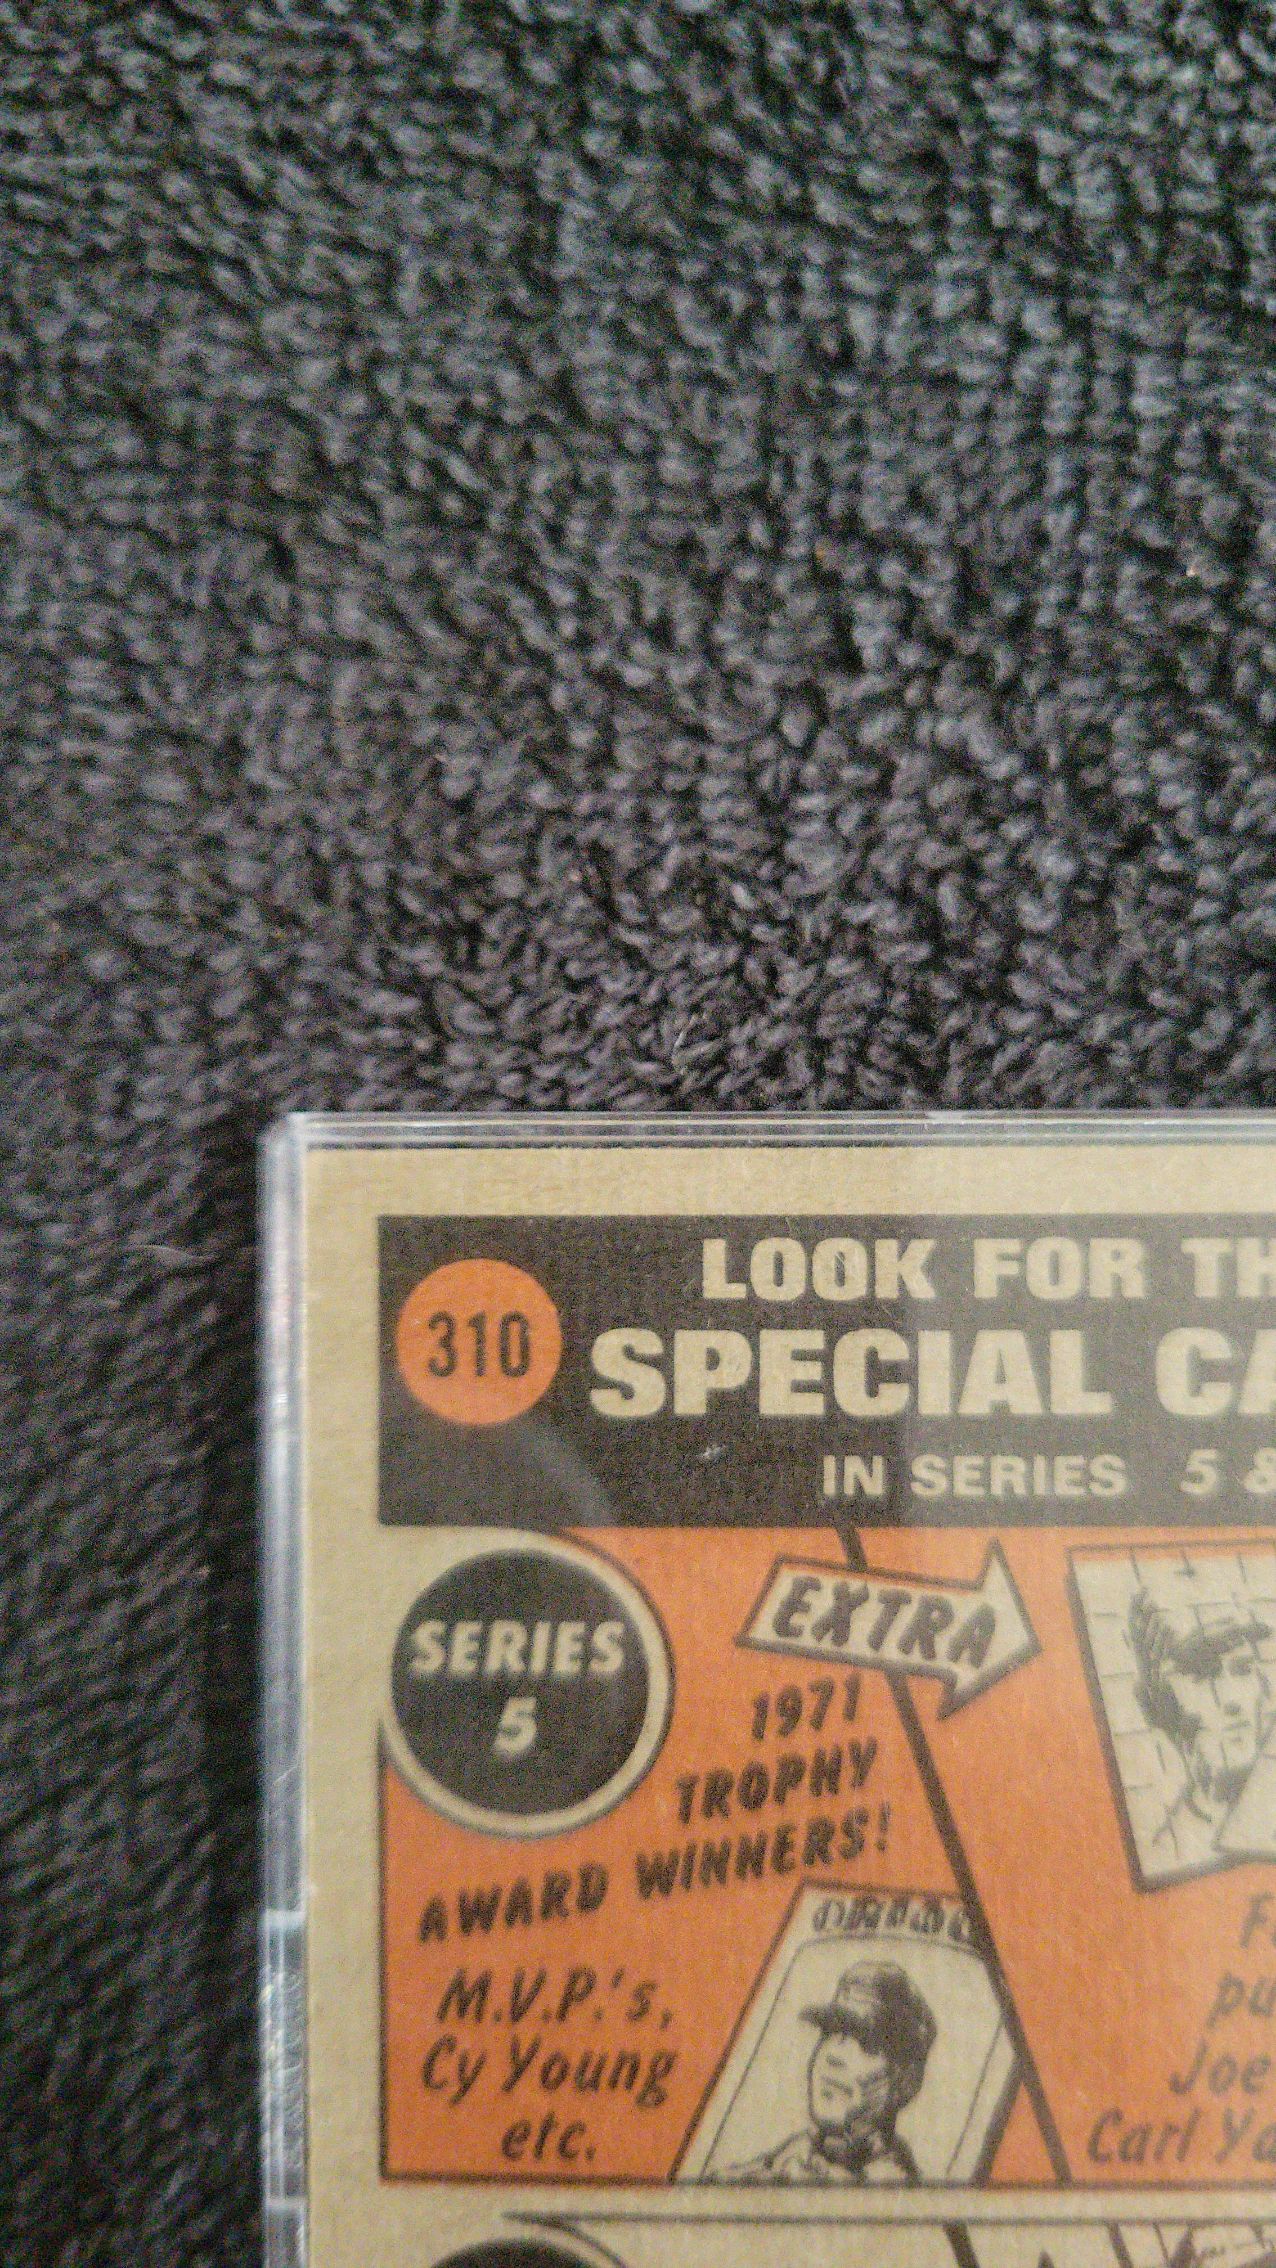 310
LOOK FOR TH
SPECIAL CA
IN SERIES 5 &
SERIES
5
EXTRA
1971
TROPHY
WINNERS!
AWARD
M.V.P.'s,
Cy Young
etc.
pu
Joe
Carl Ya